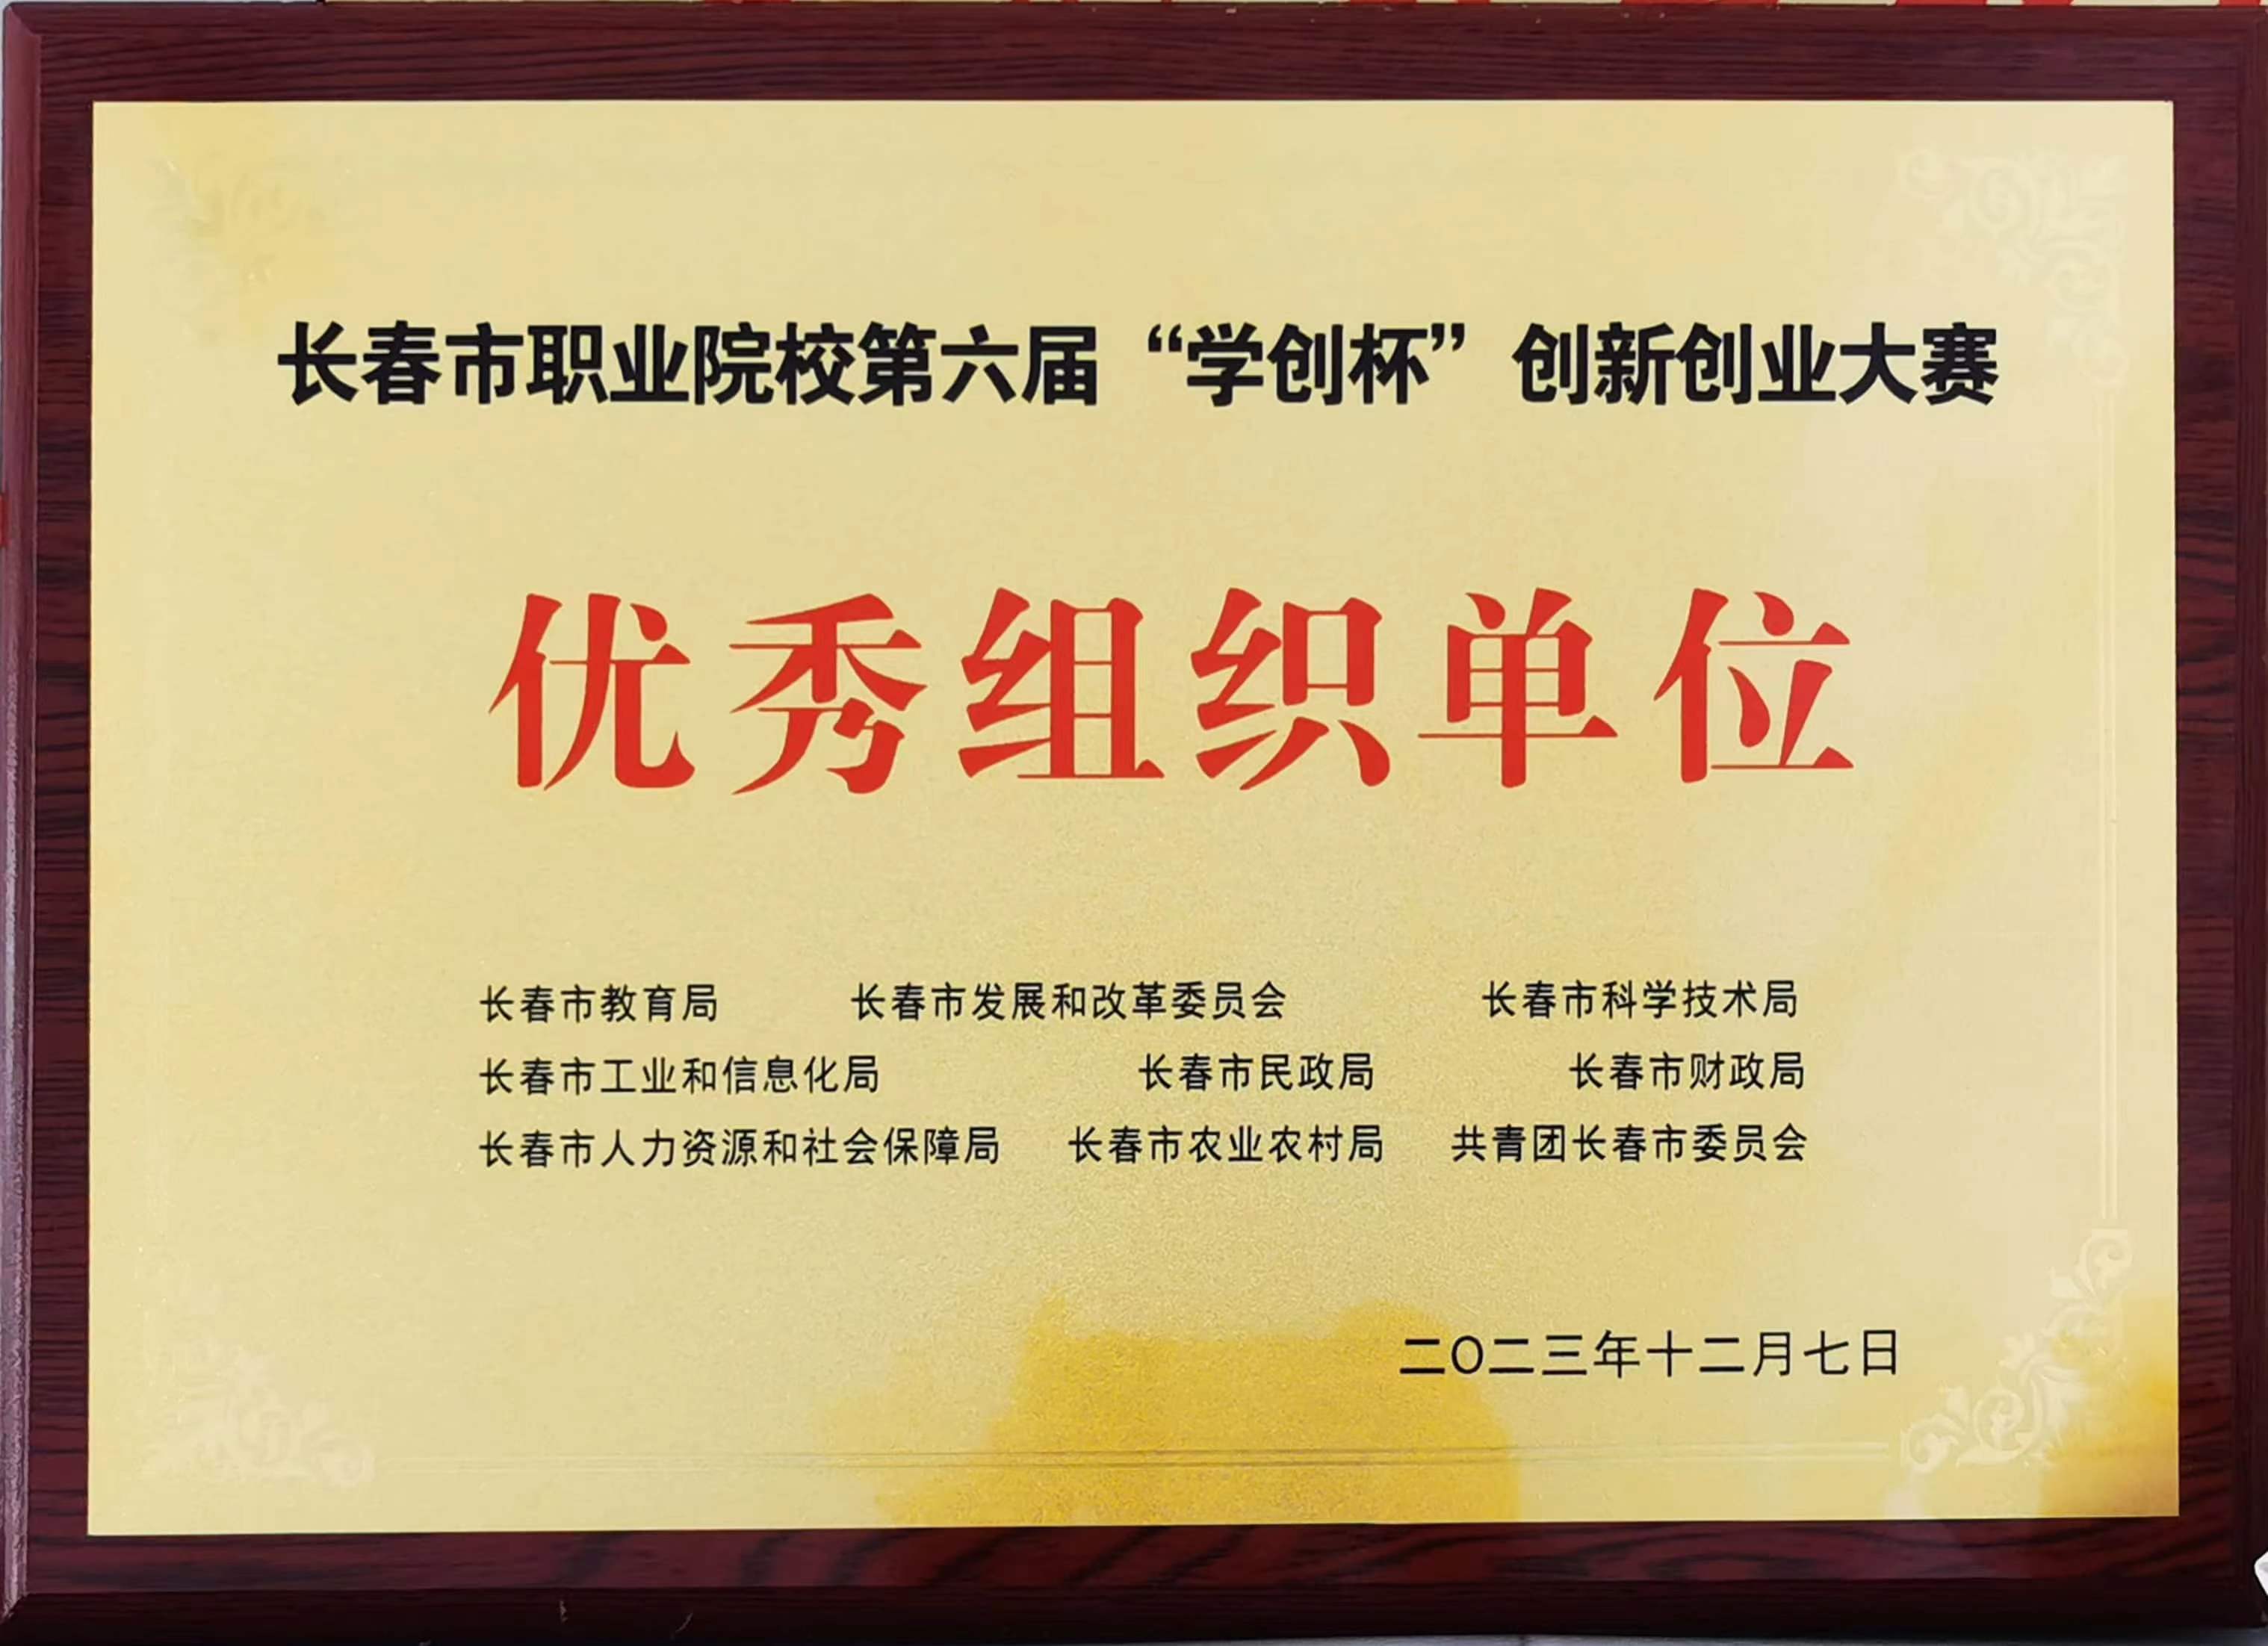 长春市职业院校第六届“学创杯”创新创业大赛
优秀组织单位
长春市教育局 长春市发展和改革委员会 长春市科学技术局
长春市工业和信息化局 长春市民政局 长春市财政局
长春市人力资源和社会保障局 长春市农业农村局 共青团长春市委员会
二〇二三年十二月七日